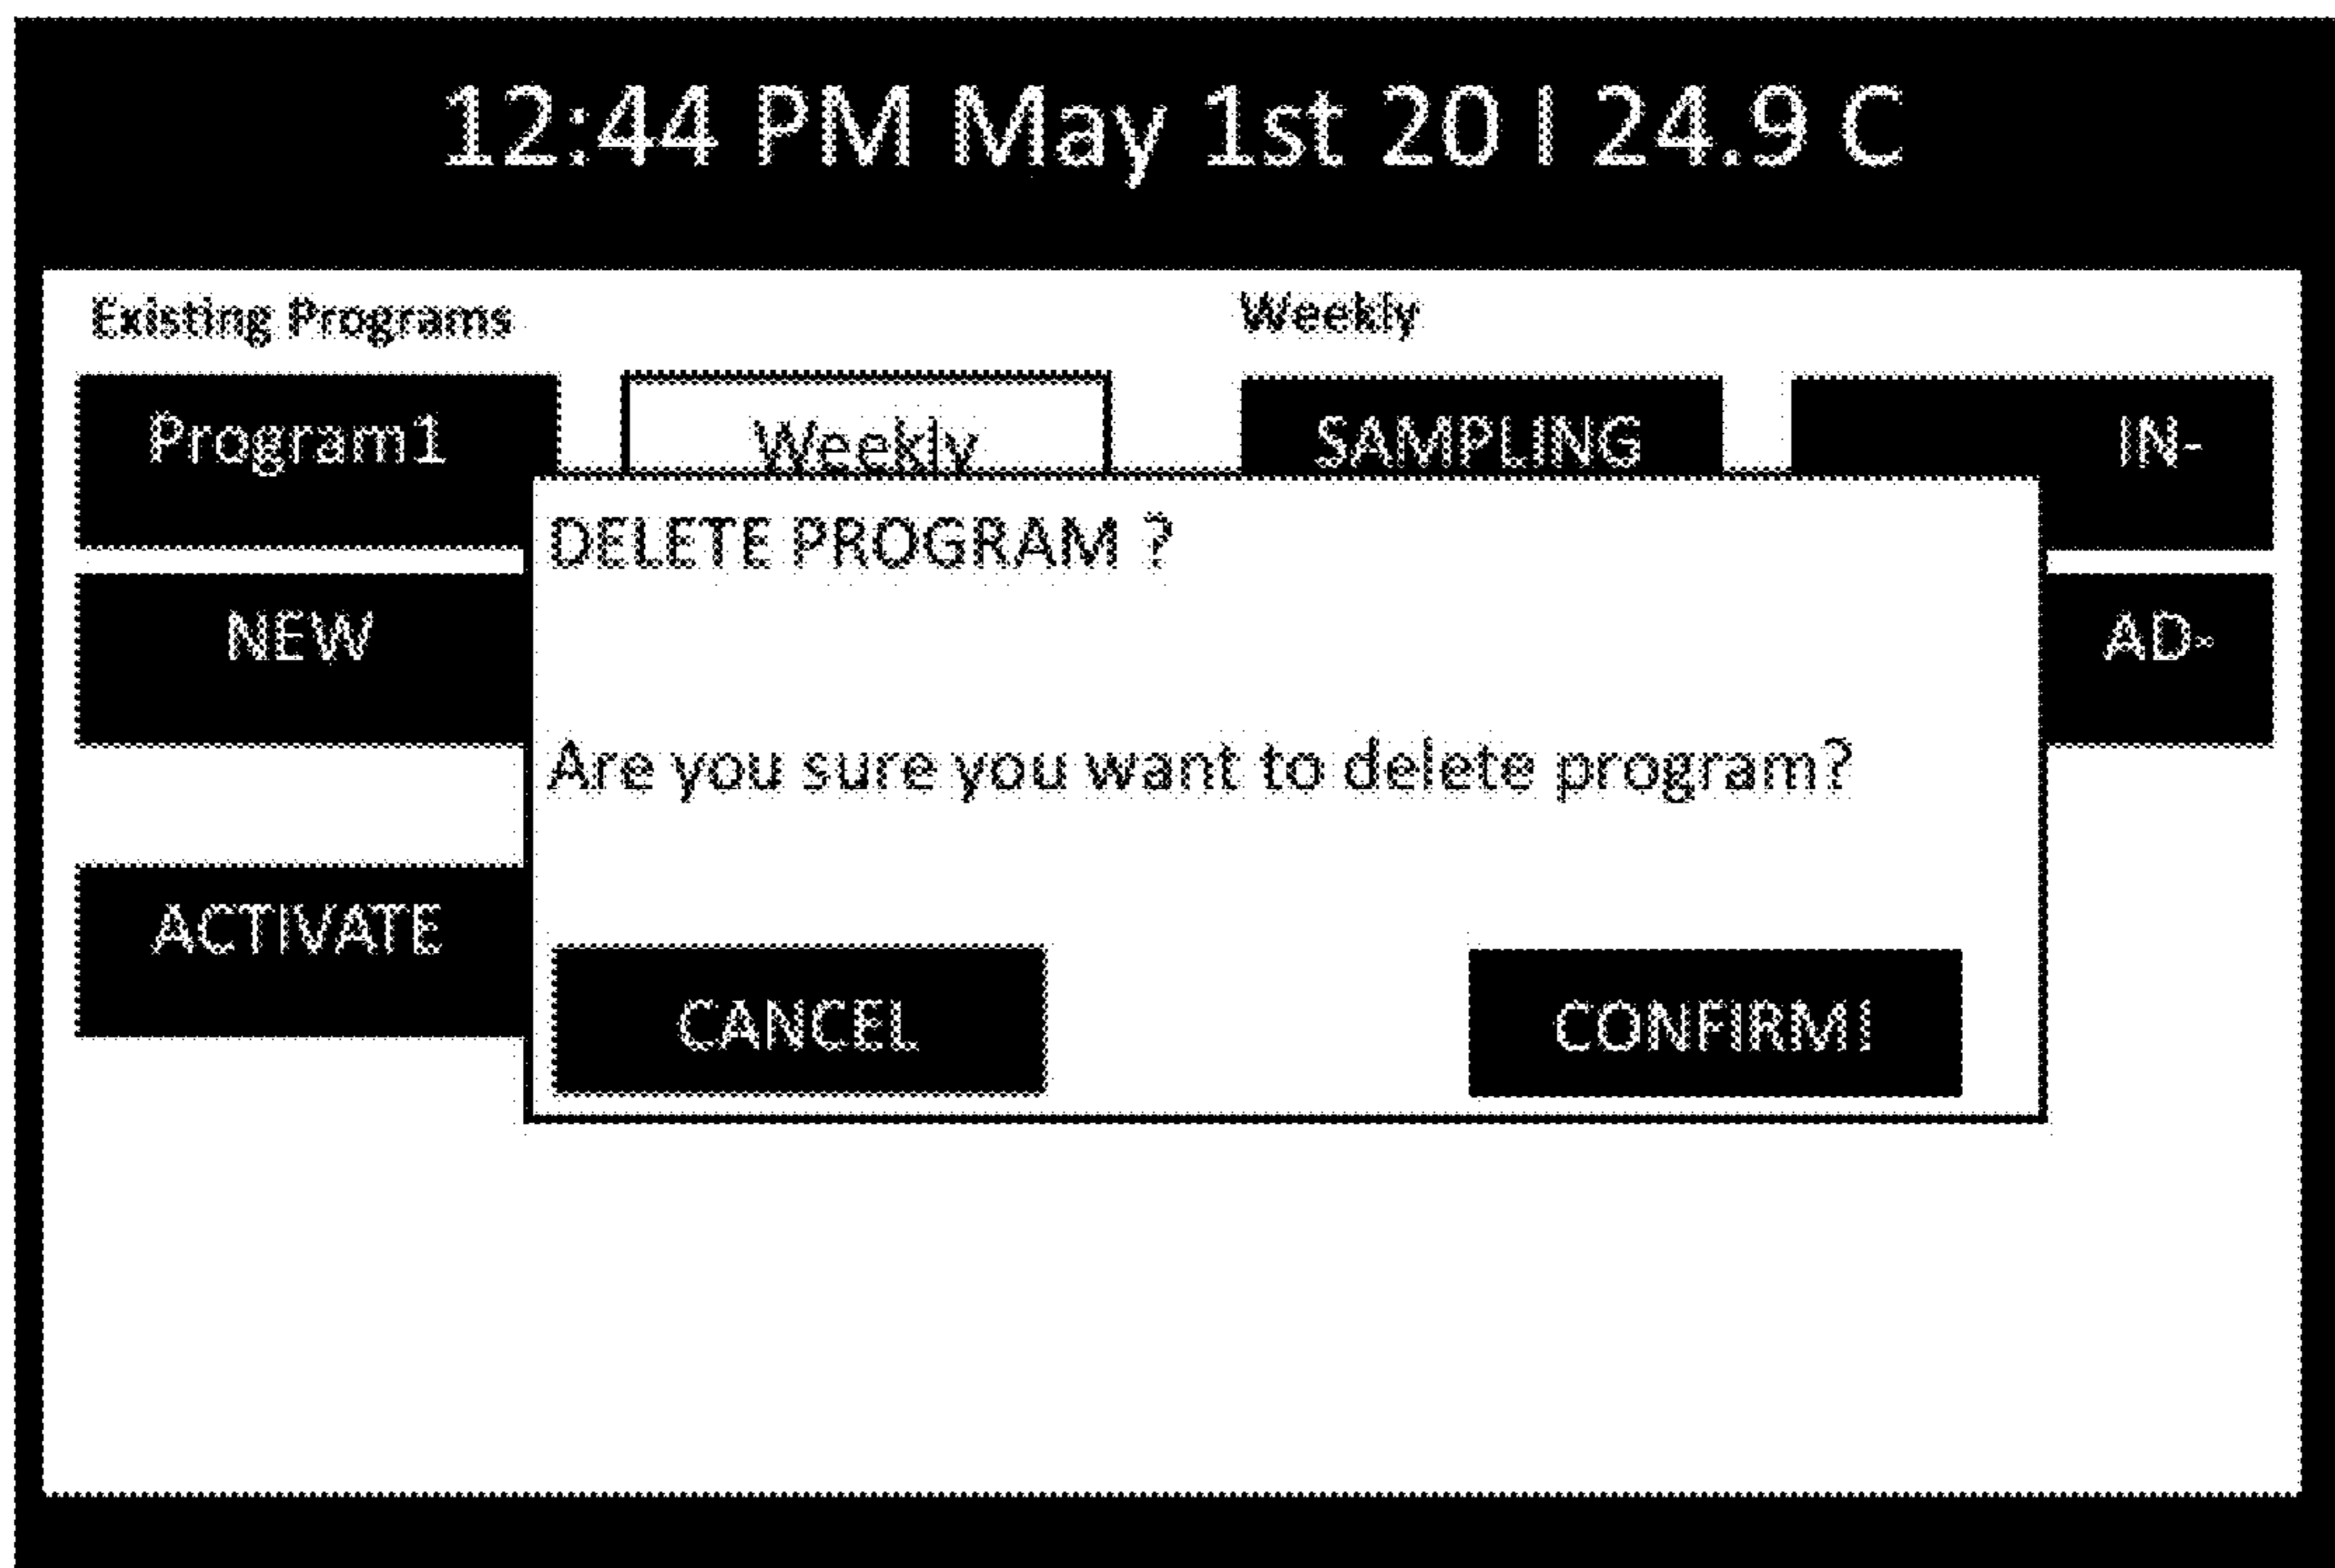 12:44 PM May 1st 20 | 24.9 C
Existing Programs
Weekly
Program1
Weekly
SAMPLING
IN-
DELETE PROGRAM ?
NEW
AD-
Are you sure you want to delete program?
ACTIVATE
CANCEL
CONFIRM!